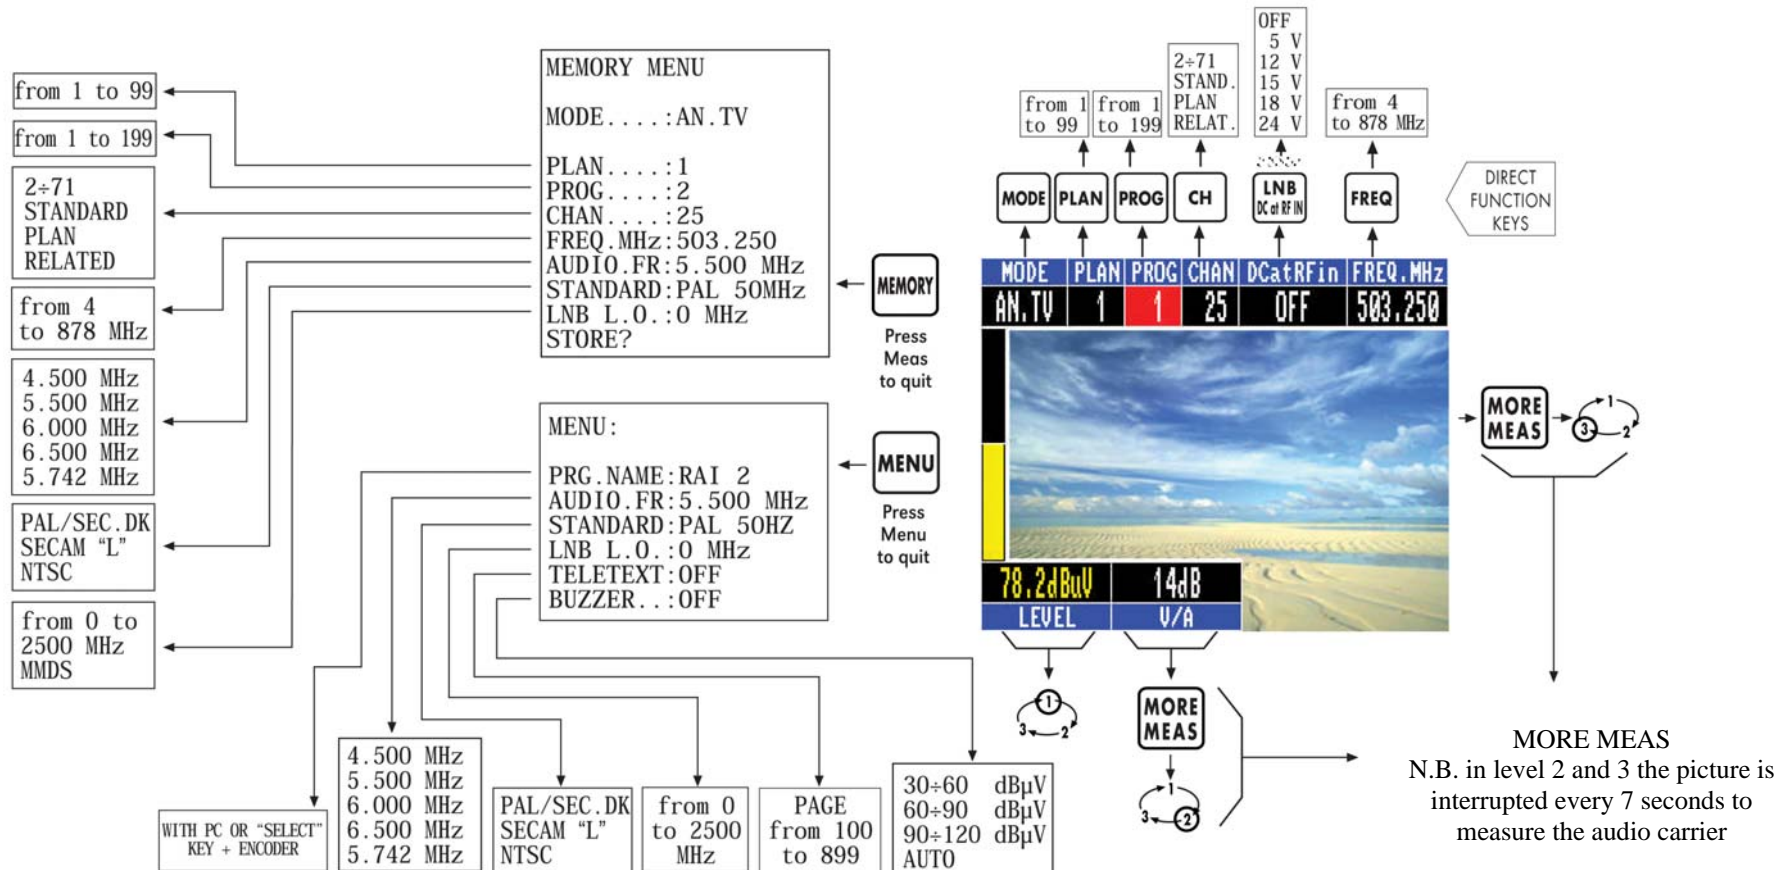 from 1 to 99
from 1 to 199
2÷71
STANDARD
PLAN
RELATED
from 4
to 878 MHz
4.500 MHz
5.500 MHz
6.000 MHz
6.500 MHz
5.742 MHz
PAL/SEC.DK
SECAM “L”
NTSC
from 0 to
2500 MHz
MMDS
MEMORY MENU
MODE....:AN.TV
PLAN....:1
PROG....:2
CHAN....:25
FREQ.MHz:503.250
AUDIO.FR:5.500 MHz
STANDARD:PAL 50MHz
LNB L.O.:0 MHz
STORE?
MEMORY
Press
Meas
to quit
MENU:
PRG.NAME:RAI 2
AUDIO.FR:5.500 MHz
STANDARD:PAL 50HZ
LNB L.O.:0 MHz
TELETEXT:OFF
BUZZER..:OFF
MENU
Press
Menu
to quit
WITH PC OR “SELECT”
KEY + ENCODER
4.500 MHz
5.500 MHz
6.000 MHz
6.500 MHz
5.742 MHz
PAL/SEC.DK
SECAM “L”
NTSC
from 0
to 2500
MHz
PAGE
from 100
to 899
30÷60 dBµV
60÷90 dBµV
90÷120 dBµV
AUTO
from 1
to 99
from 1
to 199
2÷71
STAND.
PLAN
RELAT.
OFF
5 V
12 V
15 V
18 V
24 V
from 4
to 878 MHz
MODE
PLAN
PROG
CH
LNB
DC at RF IN
FREQ
DIRECT
FUNCTION
KEYS
MODE PLAN PROG CHAN DCatRFin FREQ.MHz
AN.TV 1 1 25 OFF 503.250
78.2dBuV 14dB
LEVEL V/A
1
2
3
MORE
MEAS
1
2
3
MORE
MEAS
1
2
3
MORE MEAS
N.B. in level 2 and 3 the picture is
interrupted every 7 seconds to
measure the audio carrier